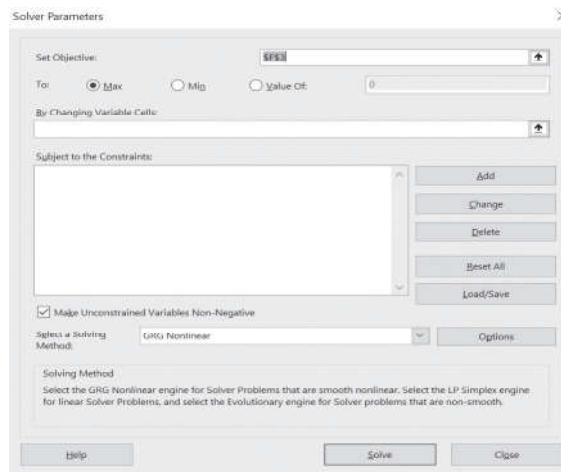 Solver Parameters
Set Objective: $F$3
To: Max Min Value Of: 0
By Changing Variable Cells:
Subject to the Constraints:
Add
Change
Delete
Reset All
Load/Save
Make Unconstrained Variables Non-Negative
Select a Solving Method: GRG Nonlinear Options
Solving Method
Select the GRG Nonlinear engine for Solver Problems that are smooth nonlinear. Select the LP Simplex engine
for linear Solver Problems, and select the Evolutionary engine for Solver problems that are non-smooth.
Help Solve Close